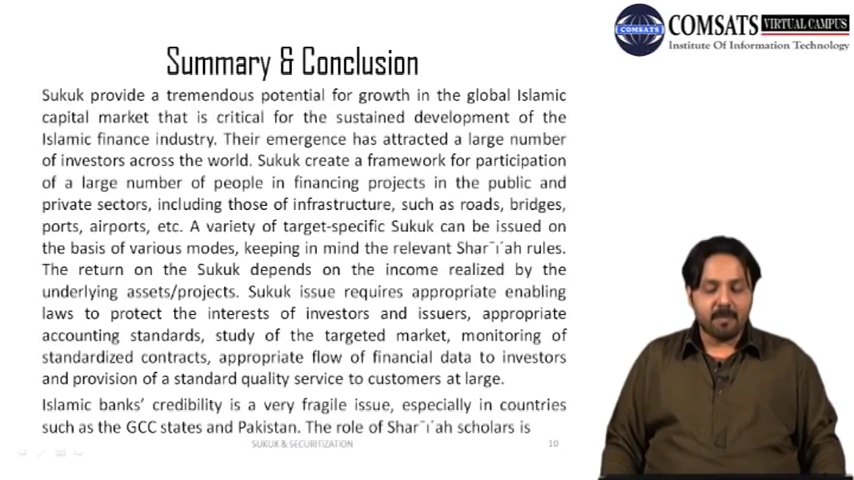 COMSATS VIRTUAL CAMPUS
COMSATS
Institute Of Information Technology
Summary & Conclusion
Sukuk provide a tremendous potential for growth in the global Islamic
capital market that is critical for the sustained development of the
Islamic finance industry. Their emergence has attracted a large number
of investors across the world. Sukuk create a framework for participation
of a large number of people in financing projects in the public and
private sectors, including those of infrastructure, such as roads, bridges,
ports, airports, etc. A variety of target-specific Sukuk can be issued on
the basis of various modes, keeping in mind the relevant Shar¯ı´ah rules.
The return on the Sukuk depends on the income realized by the
underlying assets/projects. Sukuk issue requires appropriate enabling
laws to protect the interests of investors and issuers, appropriate
accounting standards, study of the targeted market, monitoring of
standardized contracts, appropriate flow of financial data to investors
and provision of a standard quality service to customers at large.
Islamic banks’ credibility is a very fragile issue, especially in countries
such as the GCC states and Pakistan. The role of Shar¯ı´ah scholars is
SUKUK & SECURITIZATION 10